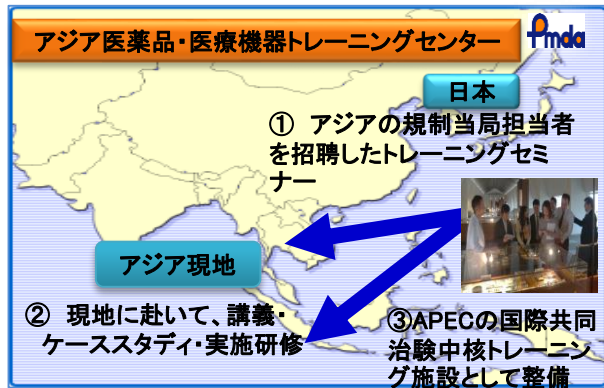 アジア医薬品・医療機器トレーニングセンター
Pmda
日本
① アジアの規制当局担当者
を招聘したトレーニングセミ
ナー
アジア現地
② 現地に赴いて、講義・
ケーススタディ・実施研修
③APECの国際共同
治験中核トレーニン
グ施設として整備